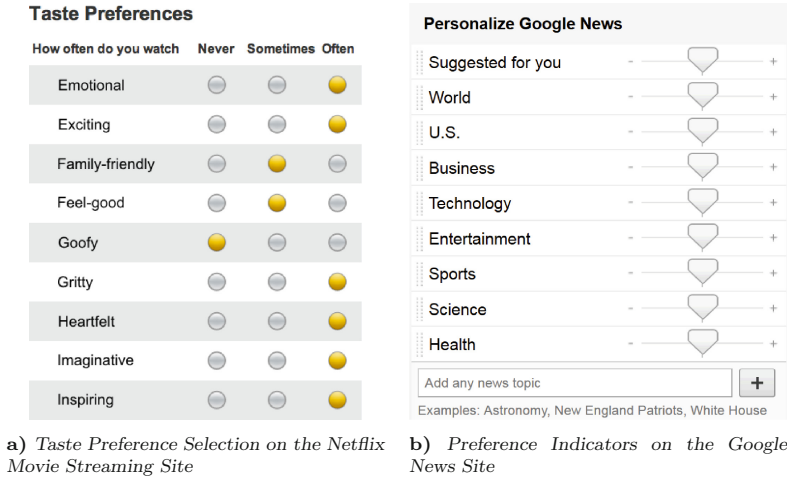 Taste Preferences
How often do you watch Never Sometimes Often
Emotional
Exciting
Family-friendly
Feel-good
Goofy
Gritty
Heartfelt
Imaginative
Inspiring
a) Taste Preference Selection on the Netflix
Movie Streaming Site
Personalize Google News
Suggested for you - +
World - +
U.S. - +
Business - +
Technology - +
Entertainment - +
Sports - +
Science - +
Health - +
Add any news topic +
Examples: Astronomy, New England Patriots, White House
b) Preference Indicators on the Google
News Site